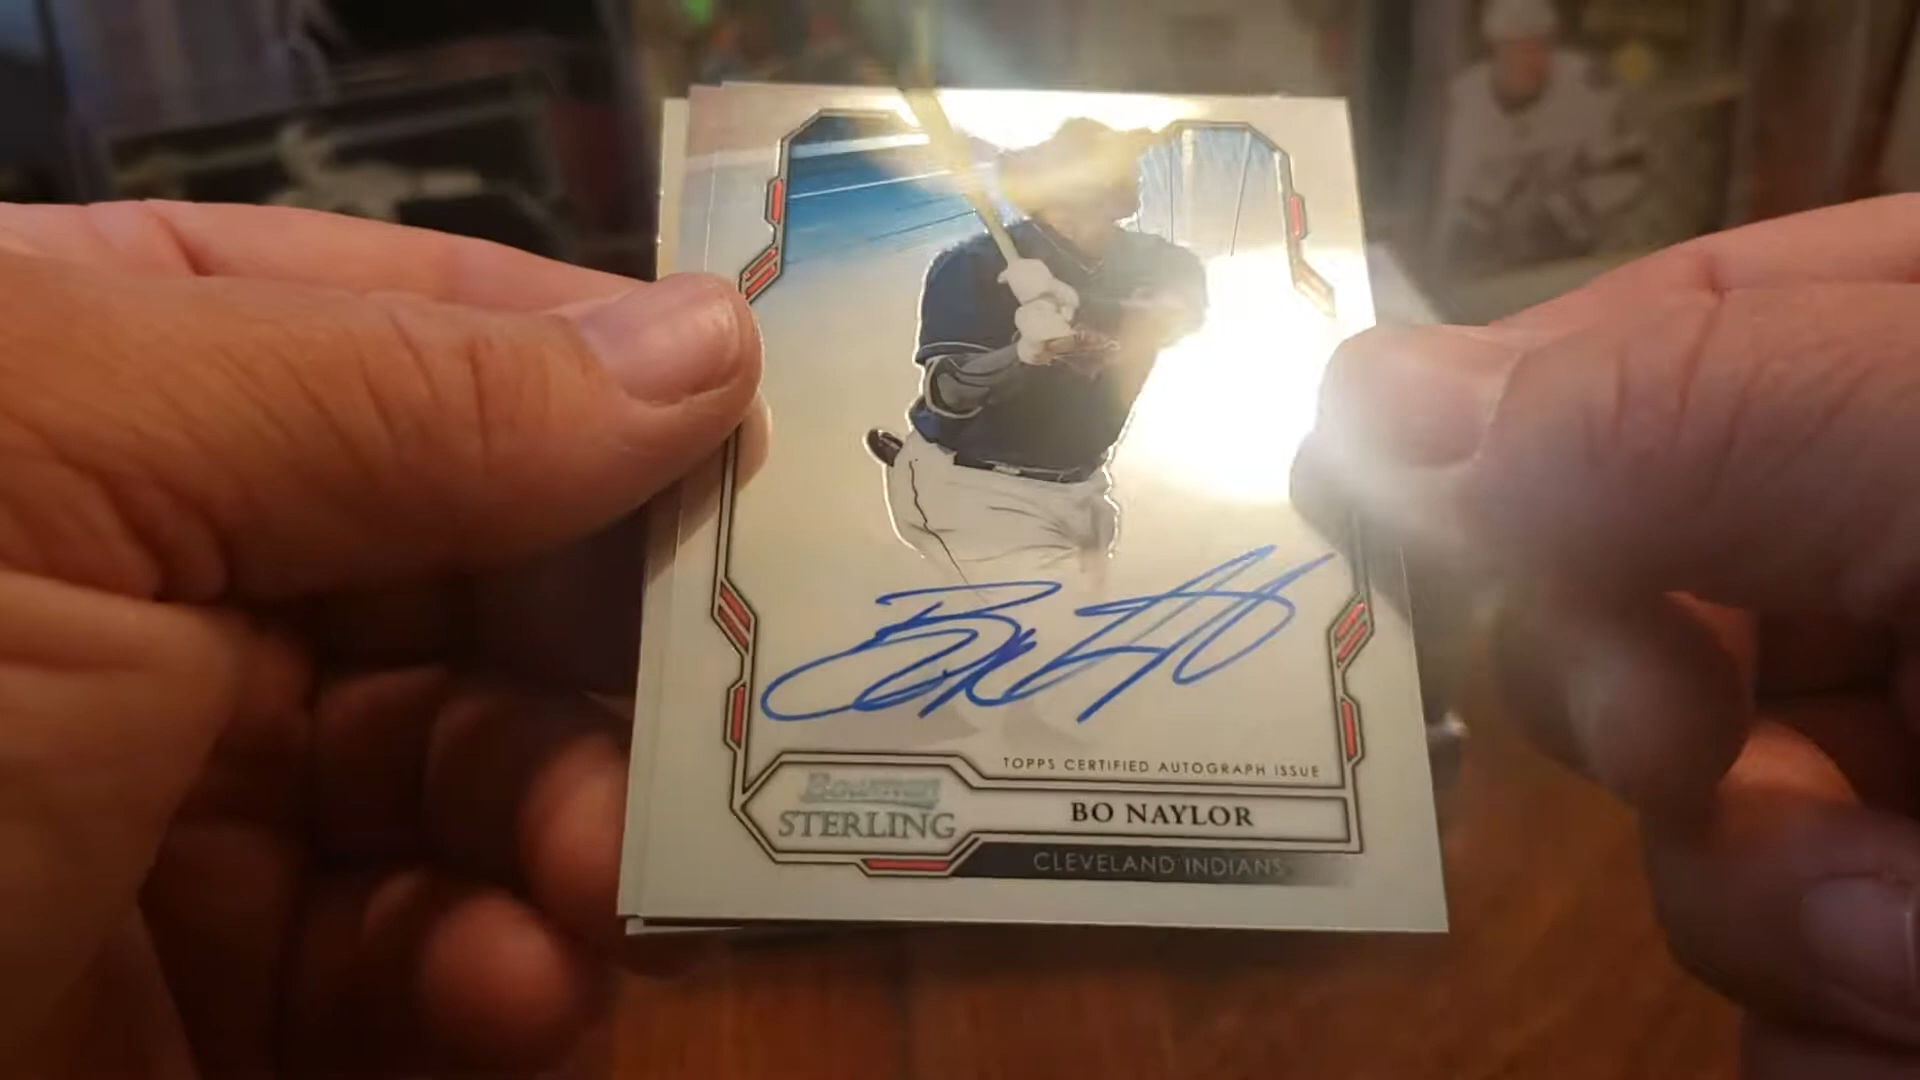 TOPPS CERTIFIED AUTOGRAPH ISSUE
BOWMAN
STERLING
BO NAYLOR
CLEVELAND INDIANS